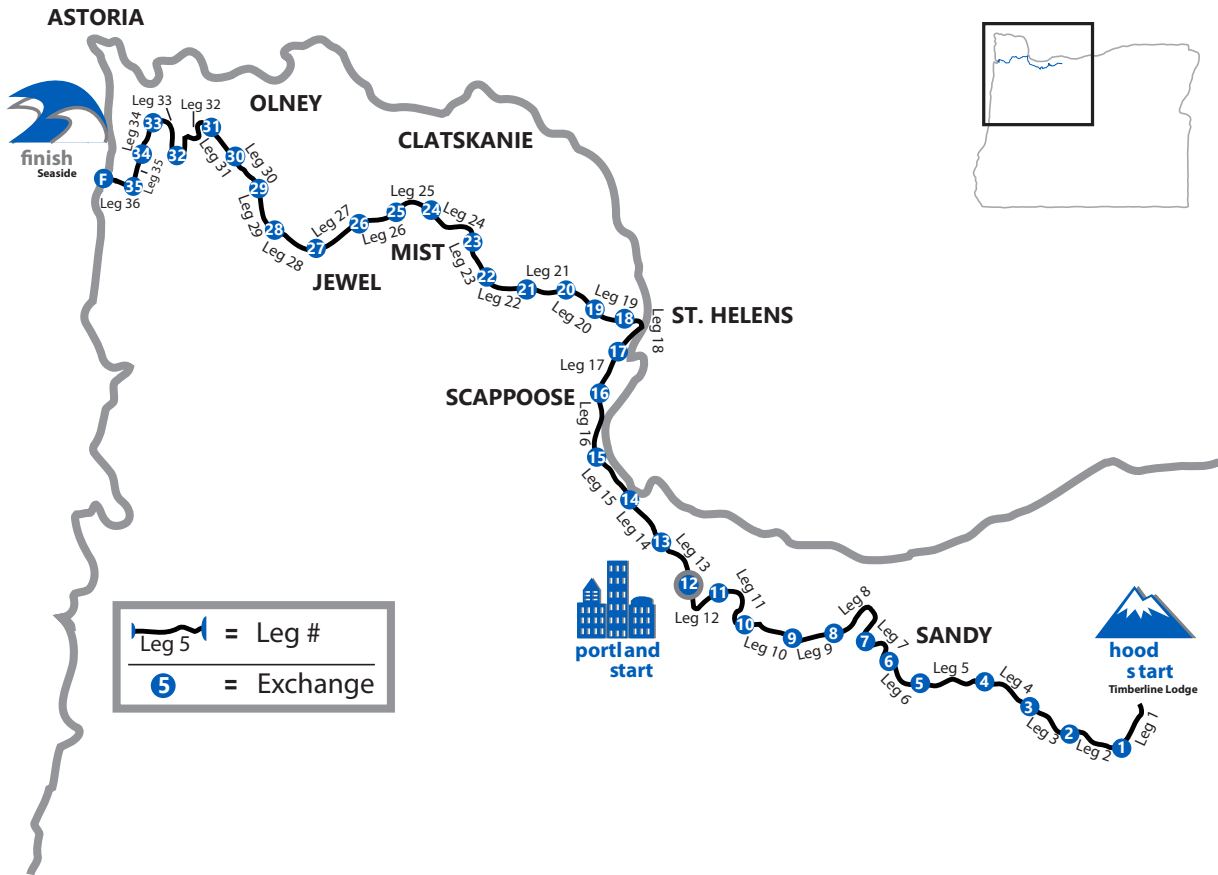 ASTORIA
finish
Seaside
OLNEY
CLATSKANIE
JEWEL
MIST
ST. HELENS
SCAPPOOSE
SANDY
portland
start
hood
start
Timberline Lodge
F
Leg 36
35
Leg 35
34
Leg 34
33
Leg 33
32
Leg 32
31
Leg 31
30
Leg 30
29
Leg 29
28
Leg 28
27
Leg 27
26
Leg 26
25
Leg 25
24
Leg 24
23
Leg 23
22
Leg 22
21
Leg 21
20
Leg 20
19
Leg 19
18
Leg 18
17
Leg 17
16
Leg 16
15
Leg 15
14
Leg 14
13
Leg 13
12
Leg 12
11
Leg 11
10
Leg 10
9
Leg 9
8
Leg 8
7
Leg 7
6
Leg 6
5
Leg 5
4
Leg 4
3
Leg 3
2
Leg 2
1
Leg 1
Leg 5 = Leg #
5 = Exchange